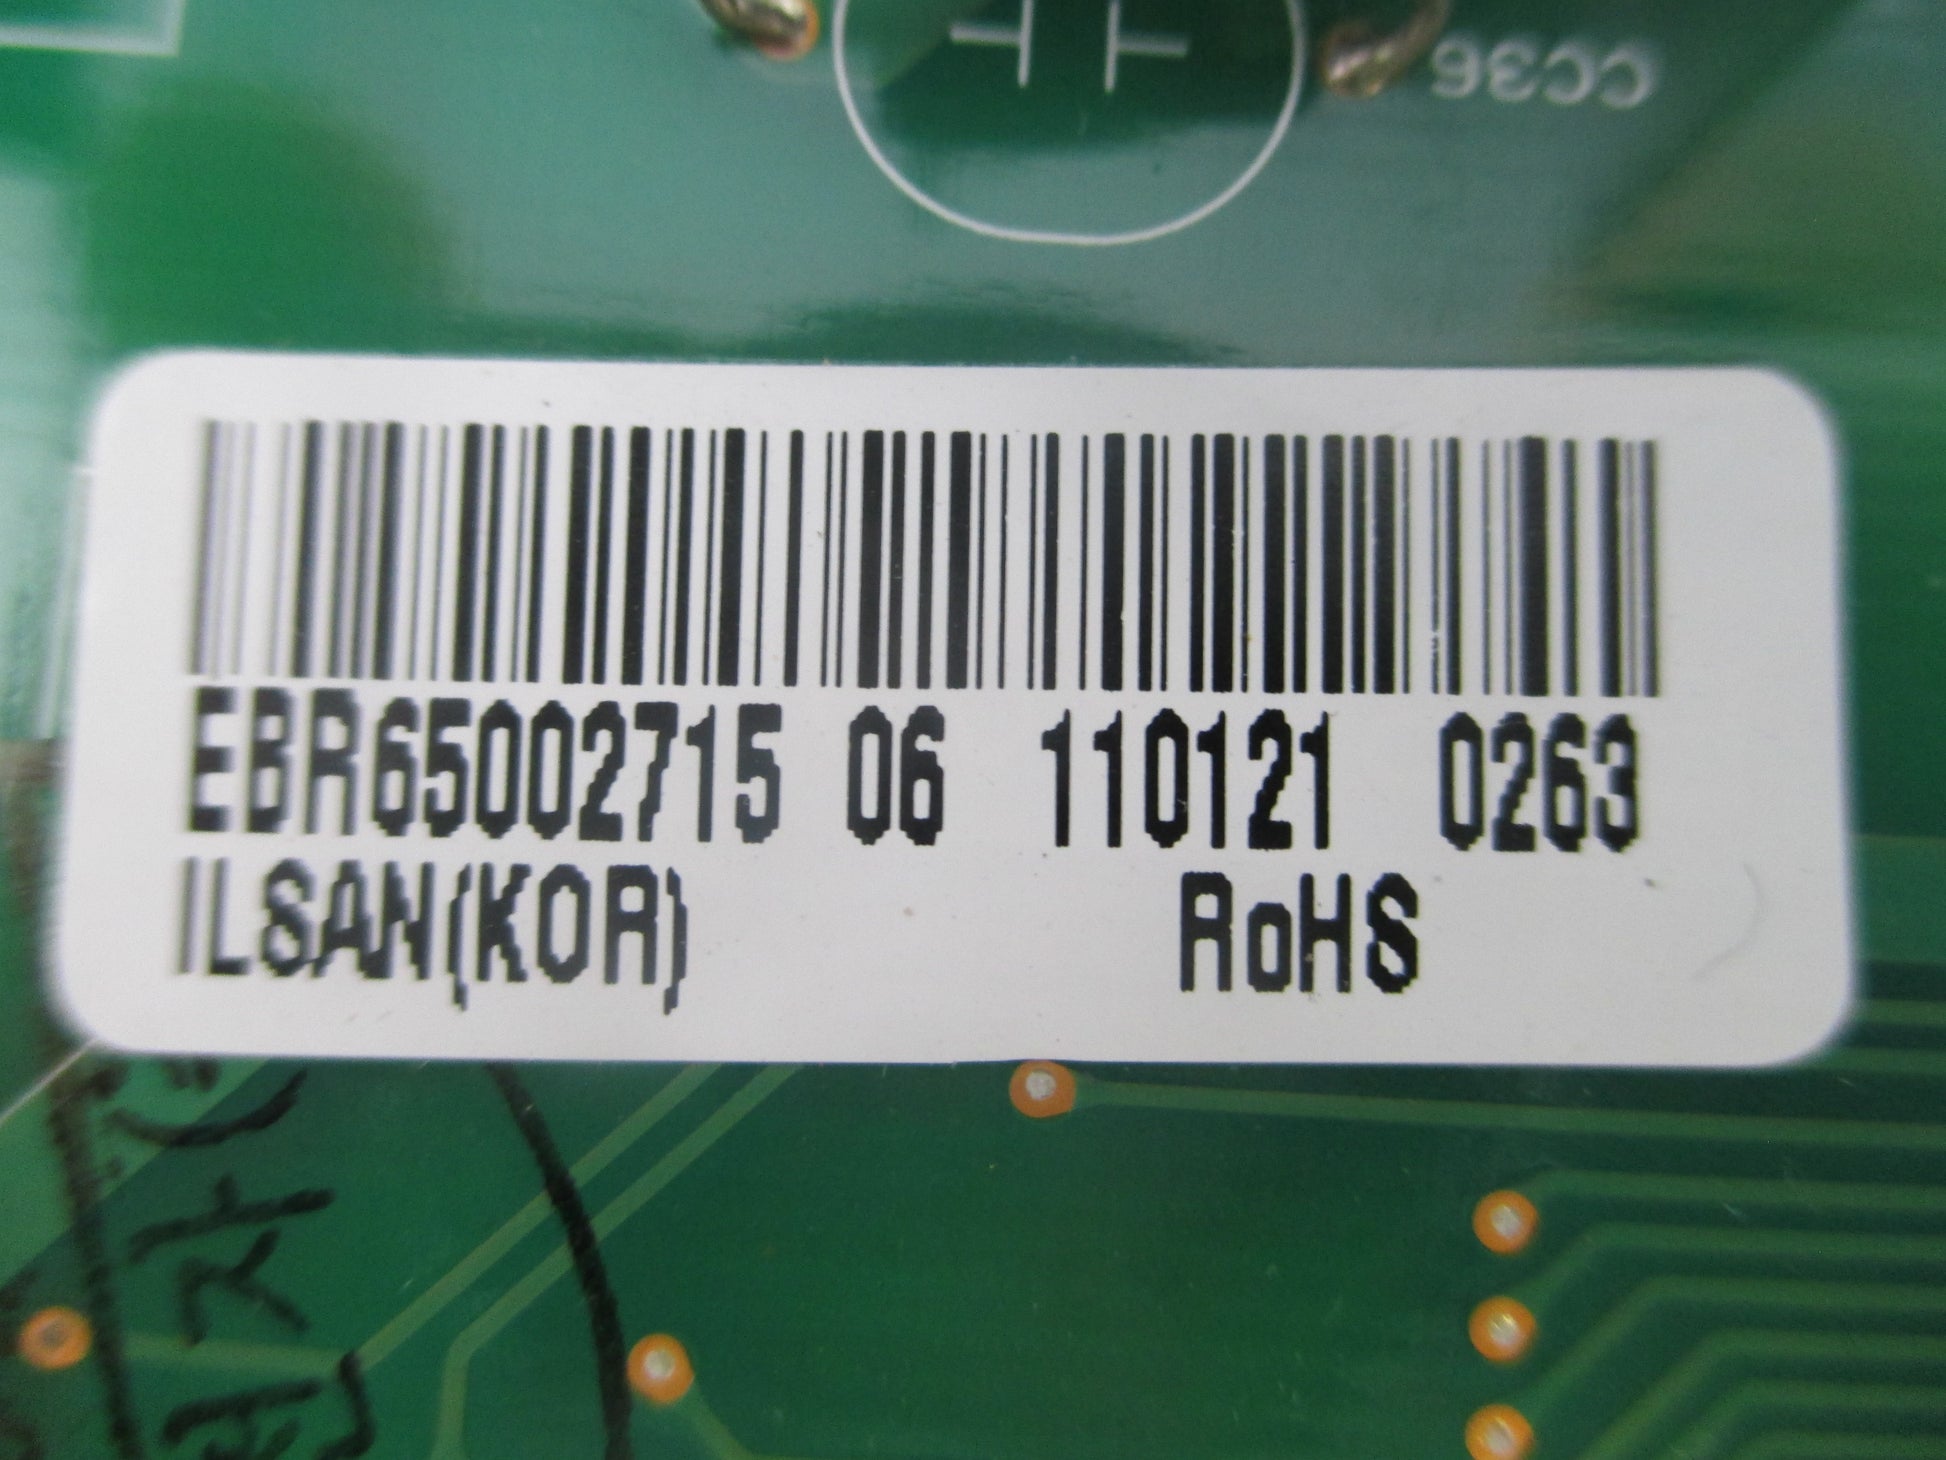 CC36
EBR65002715 06 110121 0263
ILSAN(KOR) RoHS